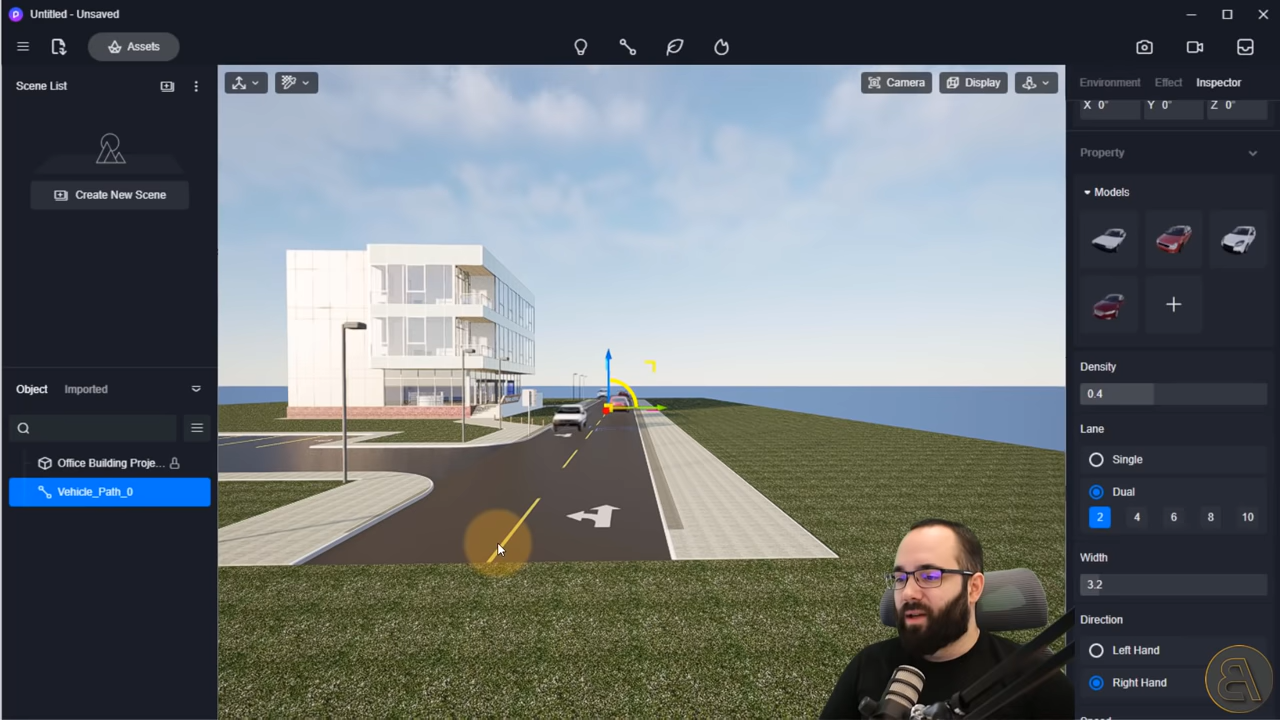 Untitled - Unsaved
Assets
Scene List
Create New Scene
Object Imported
Office Building Proje...
Vehicle_Path_0
Camera Display
Environment Effect Inspector
X 0° Y 0° Z 0°
Property
Models
Density
0.4
Lane
Single
Dual
2 4 6 8 10
Width
3.2
Direction
Left Hand
Right Hand